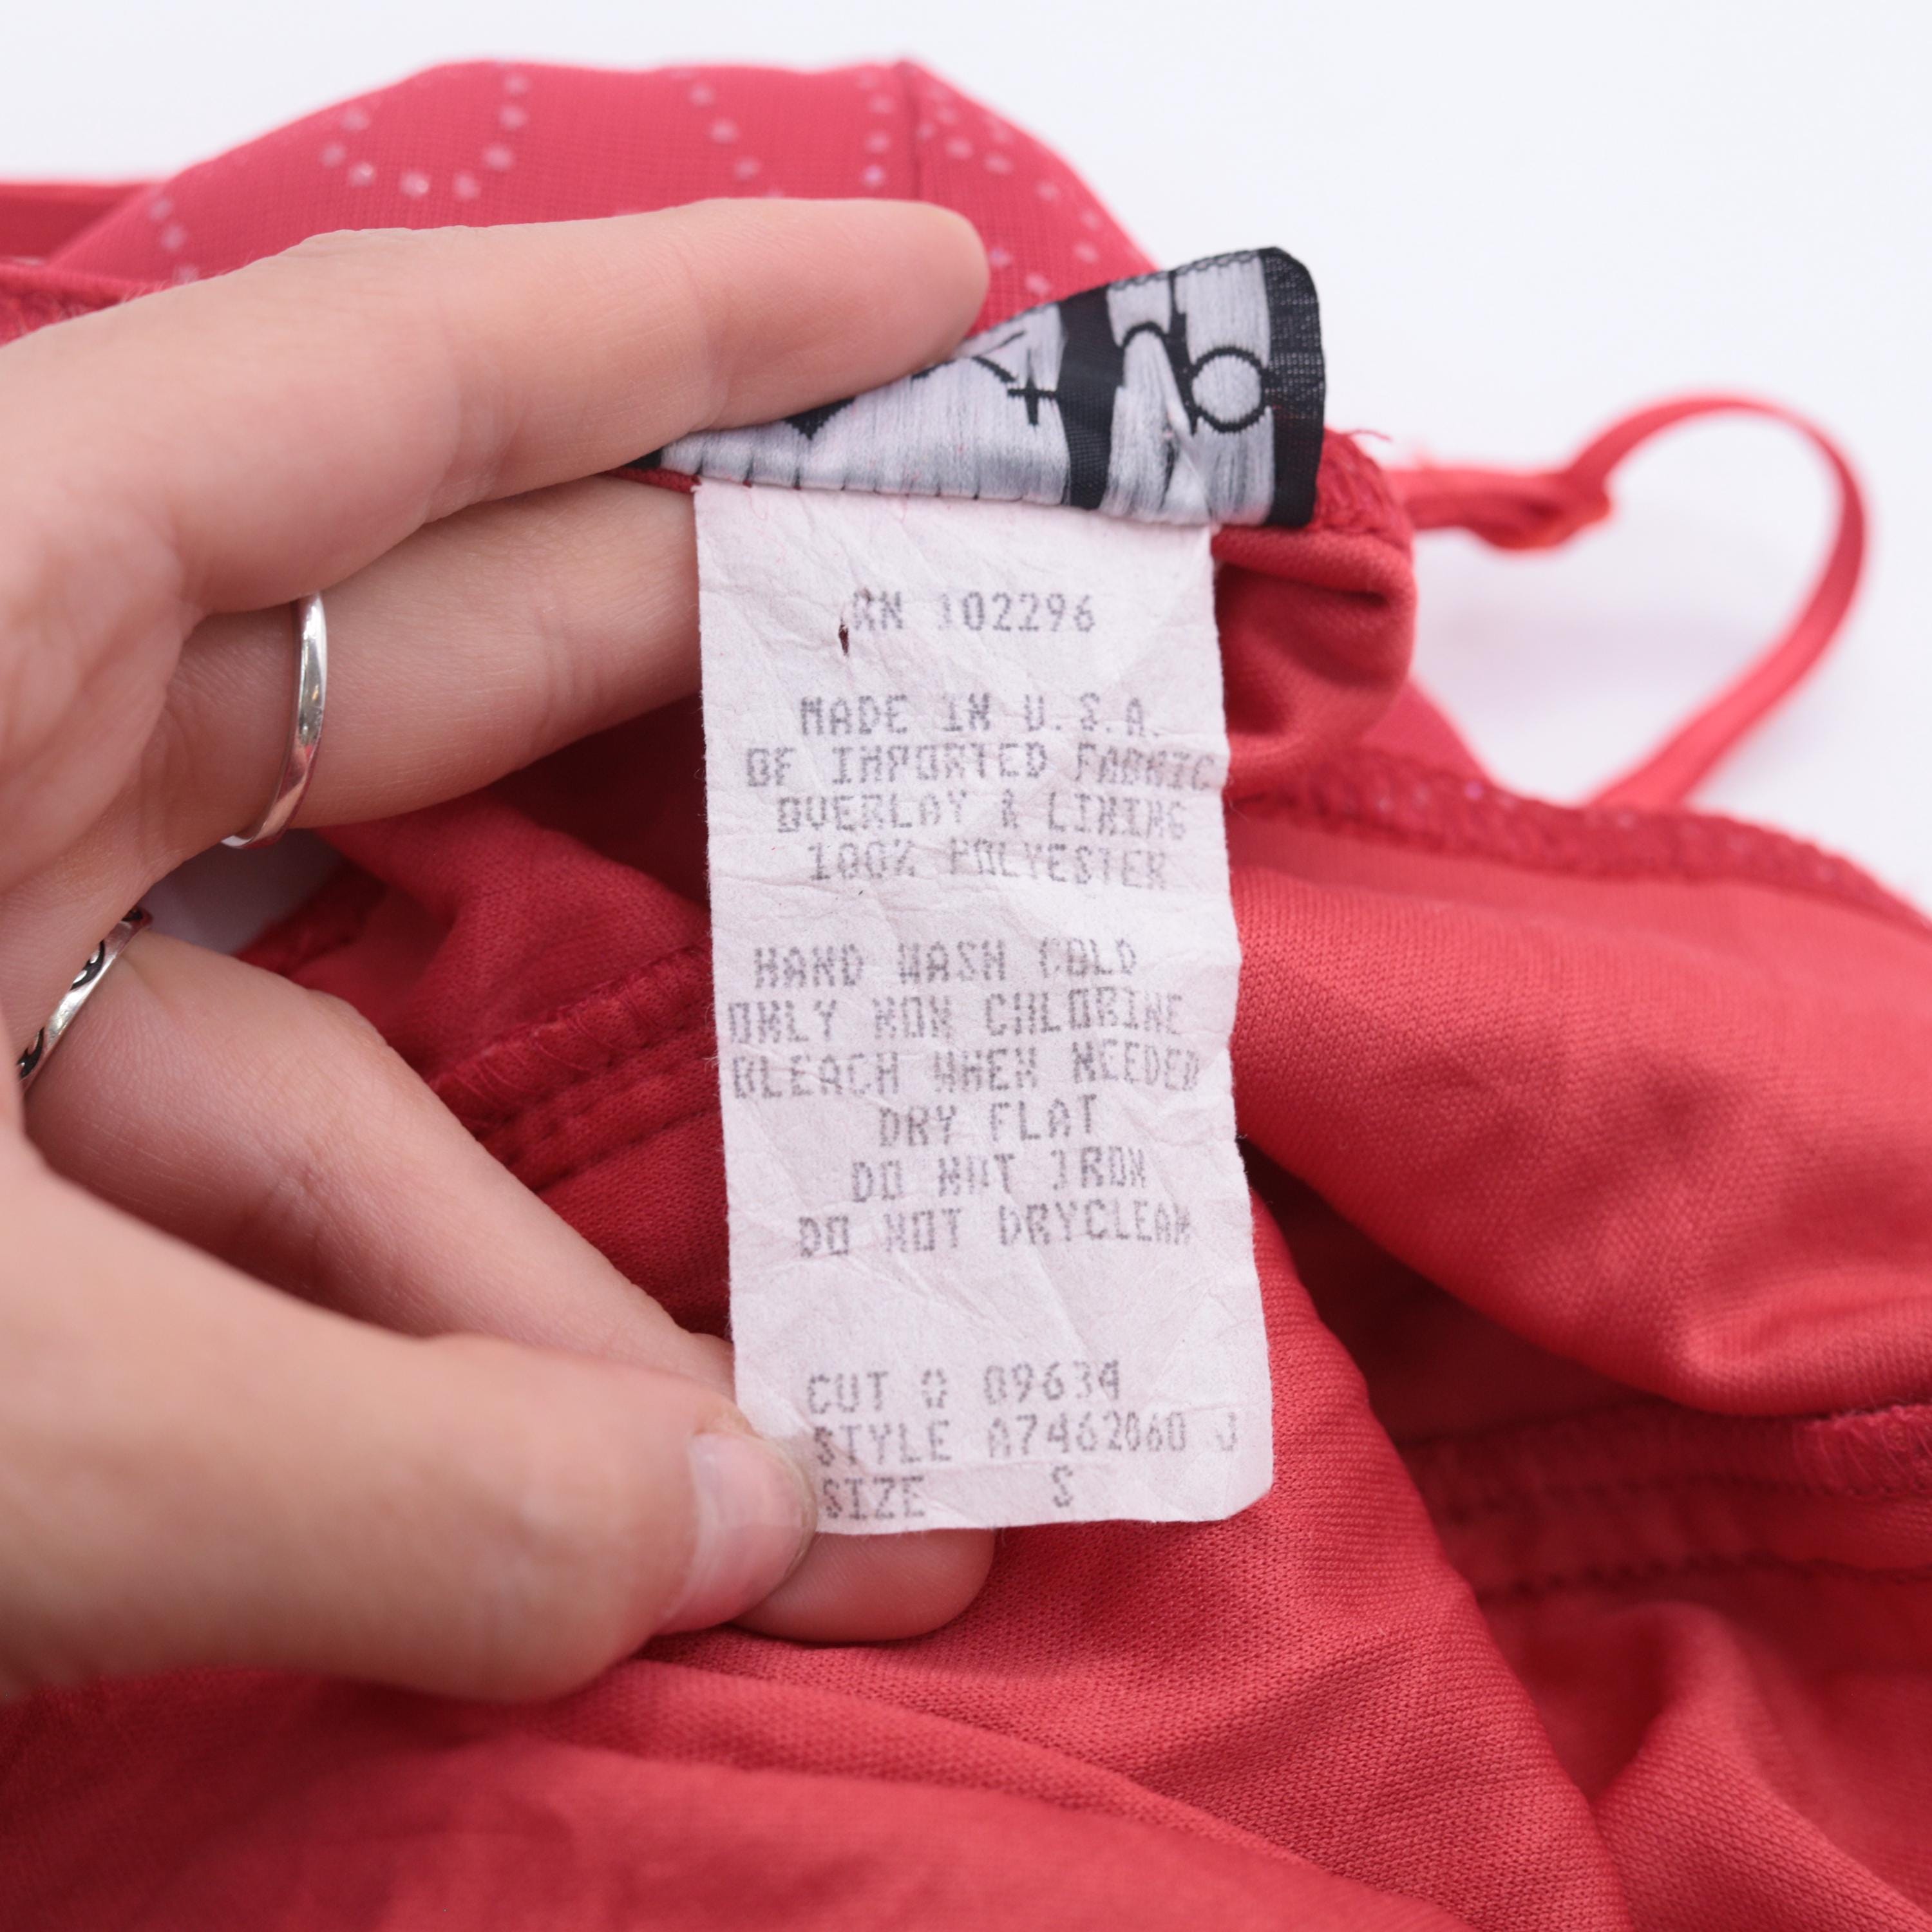 RN 102296
MADE IN U.S.A.
OF IMPORTED FABRIC
OVERLAY & LINING
100% POLYESTER
HAND WASH COLD
ONLY NON CHLORINE
BLEACH WHEN NEEDED
DRY FLAT
DO NOT IRON
DO NOT DRYCLEAN
CUT # 09634
STYLE A7462060 J
SIZE S